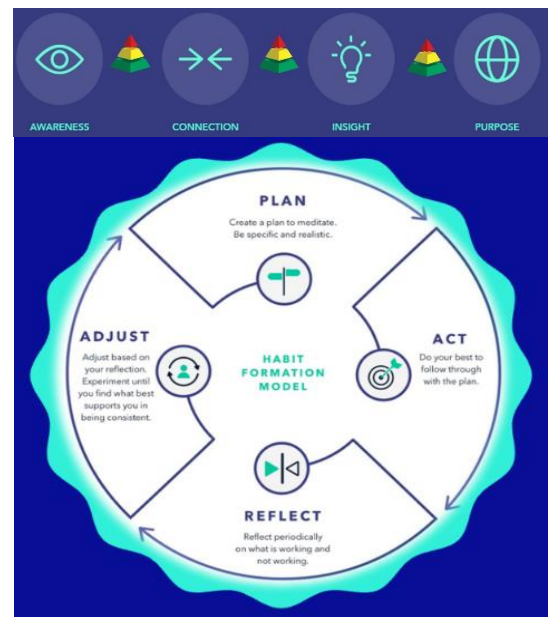 AWARENESS
CONNECTION
INSIGHT
PURPOSE
PLAN
Create a plan to meditate.
Be specific and realistic.
ACT
Do your best to
follow through
with the plan.
HABIT
FORMATION
MODEL
REFLECT
Reflect periodically
on what is working and
not working.
ADJUST
Adjust based on
your reflection.
Experiment until
you find what best
supports you in
being consistent.